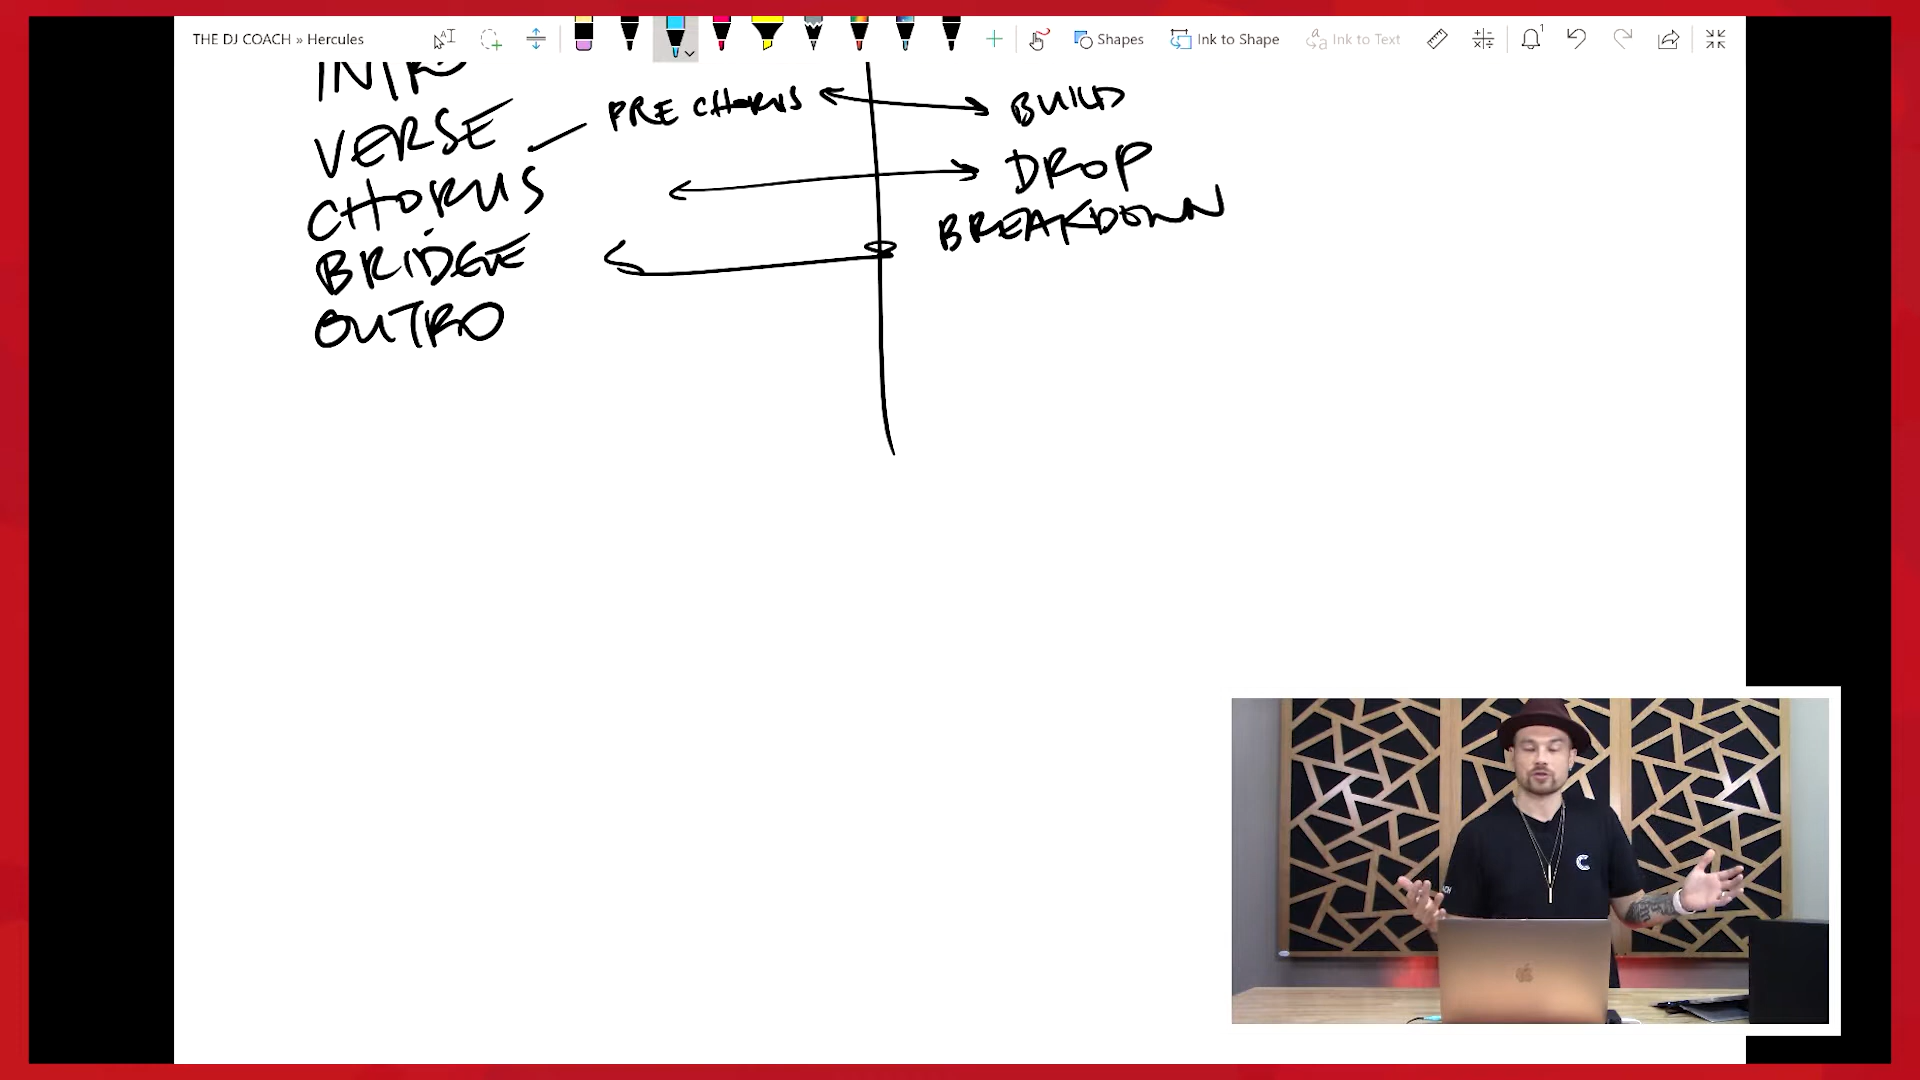 THE DJ COACH » Hercules
Shapes
Ink to Shape
Ink to Text
INTRO
VERSE
PRE CHORUS
BUILD
CHORUS
DROP
BRIDGE
BREAKDOWN
OUTRO
C